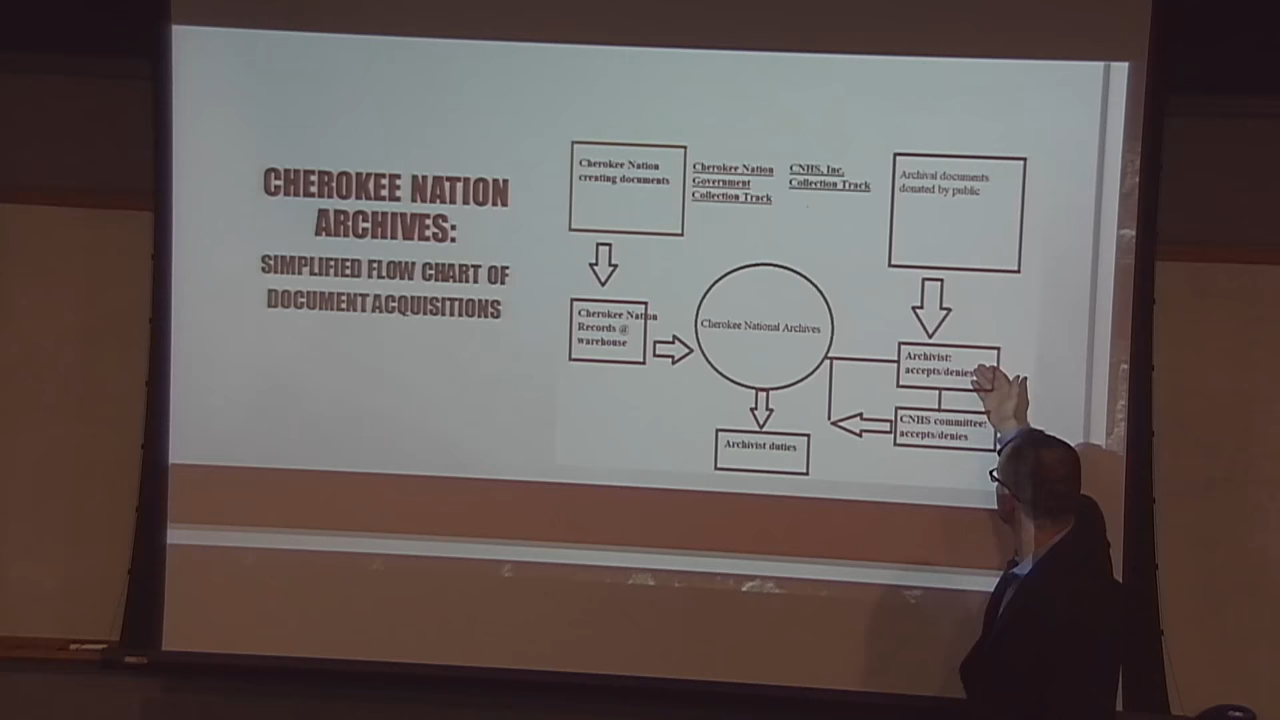 CHEROKEE NATION
ARCHIVES:
SIMPLIFIED FLOW CHART OF
DOCUMENT ACQUISITIONS
Cherokee Nation
creating documents
Cherokee Nation
Government
Collection Track
CNHS, Inc.
Collection Track
Archival documents
donated by public
Cherokee Nation
Records @
warehouse
Cherokee National Archives
Archivist:
accepts/denies
CNHS committee:
accepts/denies
Archivist duties